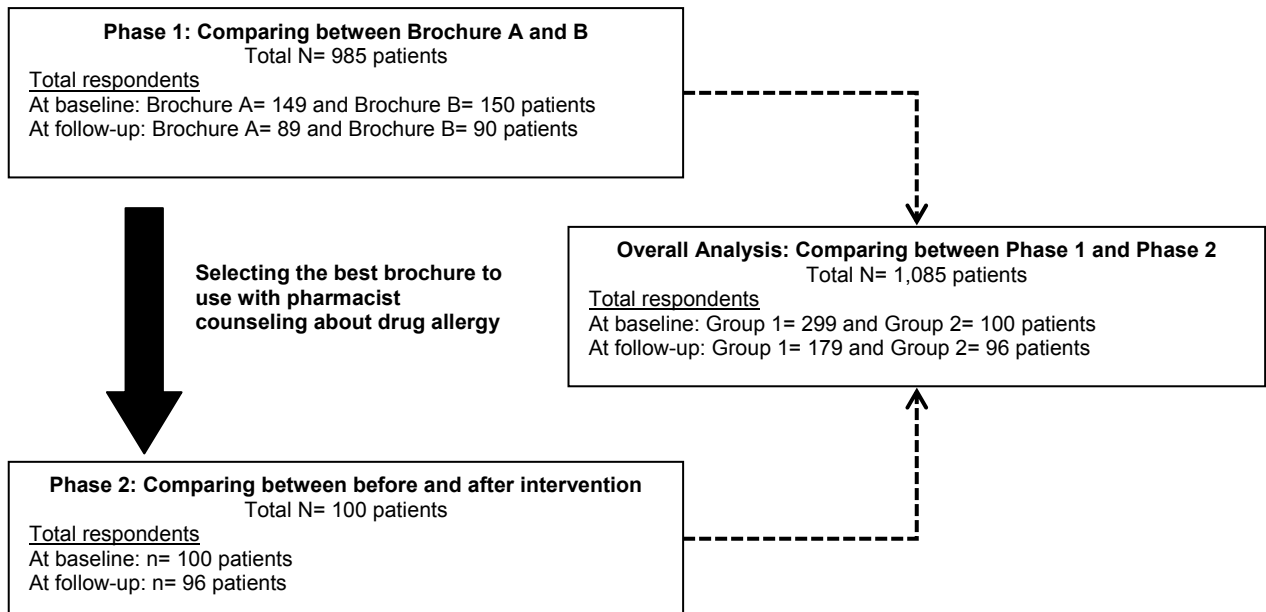 Phase 1: Comparing between Brochure A and B
Total N= 985 patients
Total respondents
At baseline: Brochure A= 149 and Brochure B= 150 patients
At follow-up: Brochure A= 89 and Brochure B= 90 patients
Selecting the best brochure to
use with pharmacist
counseling about drug allergy
Overall Analysis: Comparing between Phase 1 and Phase 2
Total N= 1,085 patients
Total respondents
At baseline: Group 1= 299 and Group 2= 100 patients
At follow-up: Group 1= 179 and Group 2= 96 patients
Phase 2: Comparing between before and after intervention
Total N= 100 patients
Total respondents
At baseline: n= 100 patients
At follow-up: n= 96 patients